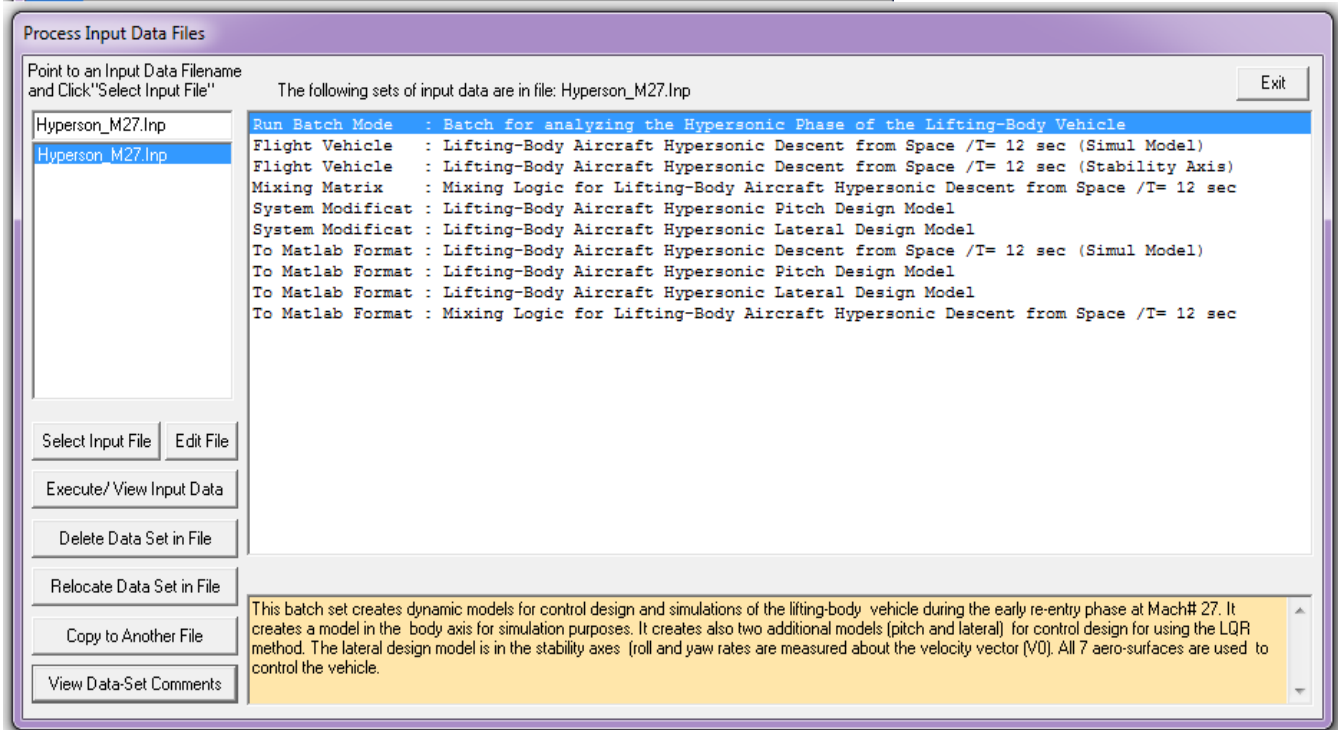 Process Input Data Files
Point to an Input Data Filename
and Click"Select Input File"
The following sets of input data are in file: Hyperson_M27.Inp
Exit
Hyperson_M27.Inp
Hyperson_M27.Inp
Run Batch Mode : Batch for analyzing the Hypersonic Phase of the Lifting-Body Vehicle
Flight Vehicle : Lifting-Body Aircraft Hypersonic Descent from Space /T= 12 sec (Simul Model)
Flight Vehicle : Lifting-Body Aircraft Hypersonic Descent from Space /T= 12 sec (Stability Axis)
Mixing Matrix : Mixing Logic for Lifting-Body Aircraft Hypersonic Descent from Space /T= 12 sec
System Modificat : Lifting-Body Aircraft Hypersonic Pitch Design Model
System Modificat : Lifting-Body Aircraft Hypersonic Lateral Design Model
To Matlab Format : Lifting-Body Aircraft Hypersonic Descent from Space /T= 12 sec (Simul Model)
To Matlab Format : Lifting-Body Aircraft Hypersonic Pitch Design Model
To Matlab Format : Lifting-Body Aircraft Hypersonic Lateral Design Model
To Matlab Format : Mixing Logic for Lifting-Body Aircraft Hypersonic Descent from Space /T= 12 sec
Select Input File
Edit File
Execute/ View Input Data
Delete Data Set in File
Relocate Data Set in File
Copy to Another File
View Data-Set Comments
This batch set creates dynamic models for control design and simulations of the lifting-body vehicle during the early re-entry phase at Mach# 27. It
creates a model in the body axis for simulation purposes. It creates also two additional models (pitch and lateral) for control design for using the LQR
method. The lateral design model is in the stability axes (roll and yaw rates are measured about the velocity vector (V0). All 7 aero-surfaces are used to
control the vehicle.